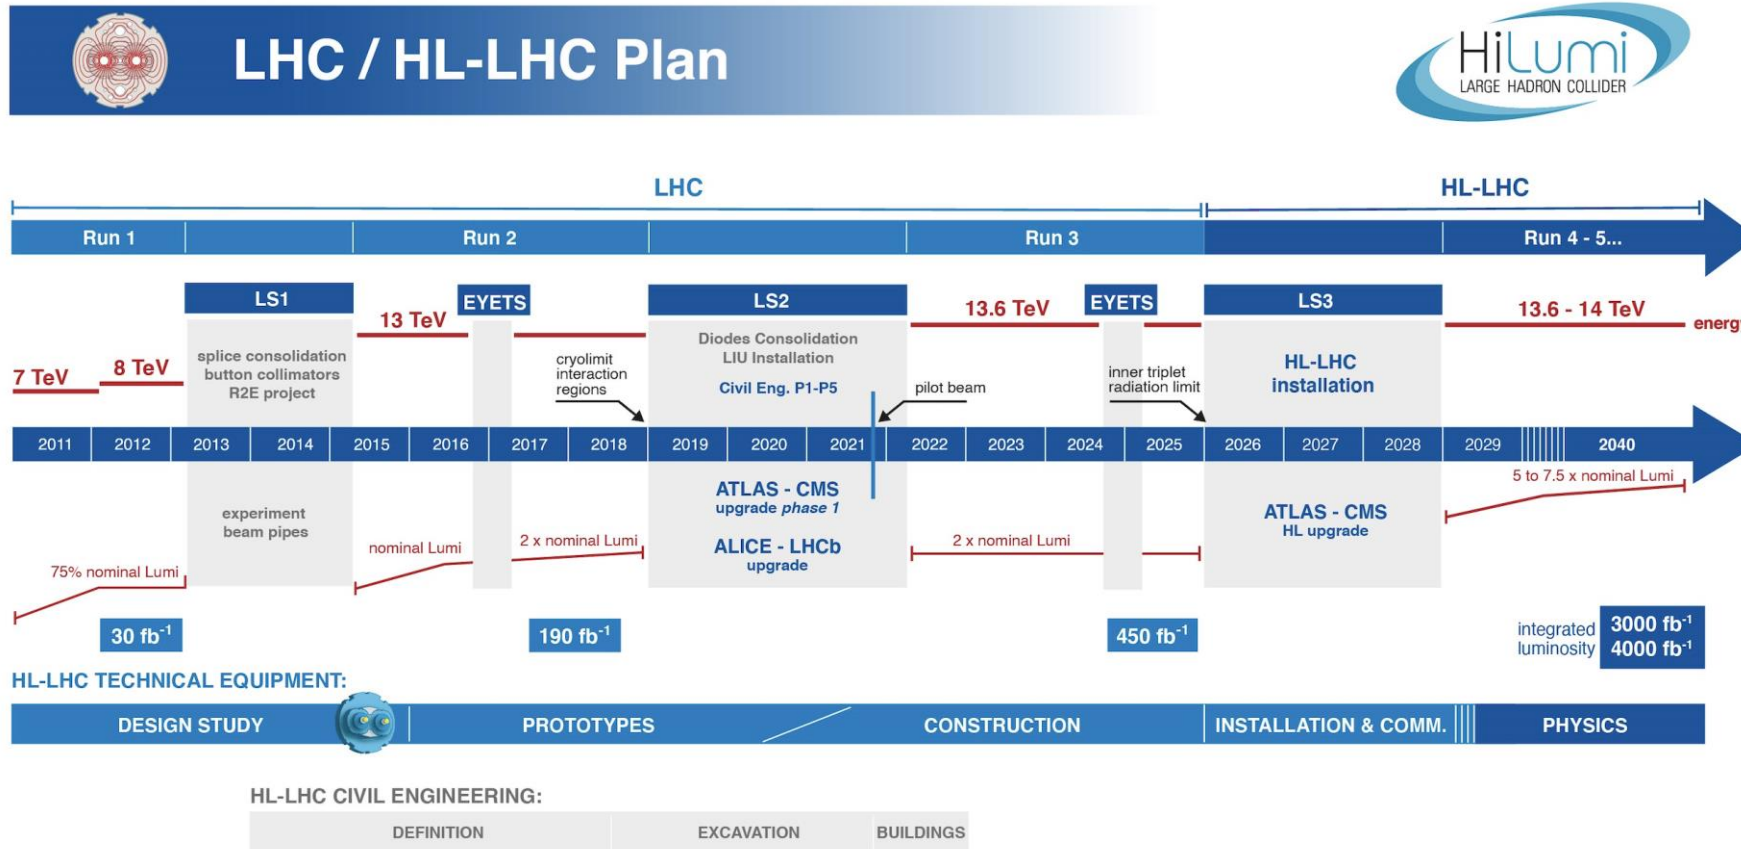 LHC / HL-LHC Plan
HiLumi
LARGE HADRON COLLIDER
LHC
HL-LHC
Run 1
Run 2
Run 3
Run 4 - 5...
LS1
EYETS
LS2
EYETS
LS3
13 TeV
13.6 TeV
13.6 - 14 TeV
energy
7 TeV
8 TeV
splice consolidation
button collimators
R2E project
cryolimit
interaction
regions
Diodes Consolidation
LIU Installation
Civil Eng. P1-P5
pilot beam
inner triplet
radiation limit
HL-LHC
installation
2011 2012 2013 2014 2015 2016 2017 2018 2019 2020 2021 2022 2023 2024 2025 2026 2027 2028 2029 2040
5 to 7.5 x nominal Lumi
experiment
beam pipes
ATLAS - CMS
upgrade phase 1
ALICE - LHCb
upgrade
ATLAS - CMS
HL upgrade
75% nominal Lumi
nominal Lumi
2 x nominal Lumi
2 x nominal Lumi
30 fb⁻¹
190 fb⁻¹
450 fb⁻¹
integrated
luminosity
3000 fb⁻¹
4000 fb⁻¹
HL-LHC TECHNICAL EQUIPMENT:
DESIGN STUDY
PROTOTYPES
CONSTRUCTION
INSTALLATION & COMM.
PHYSICS
HL-LHC CIVIL ENGINEERING:
DEFINITION
EXCAVATION
BUILDINGS